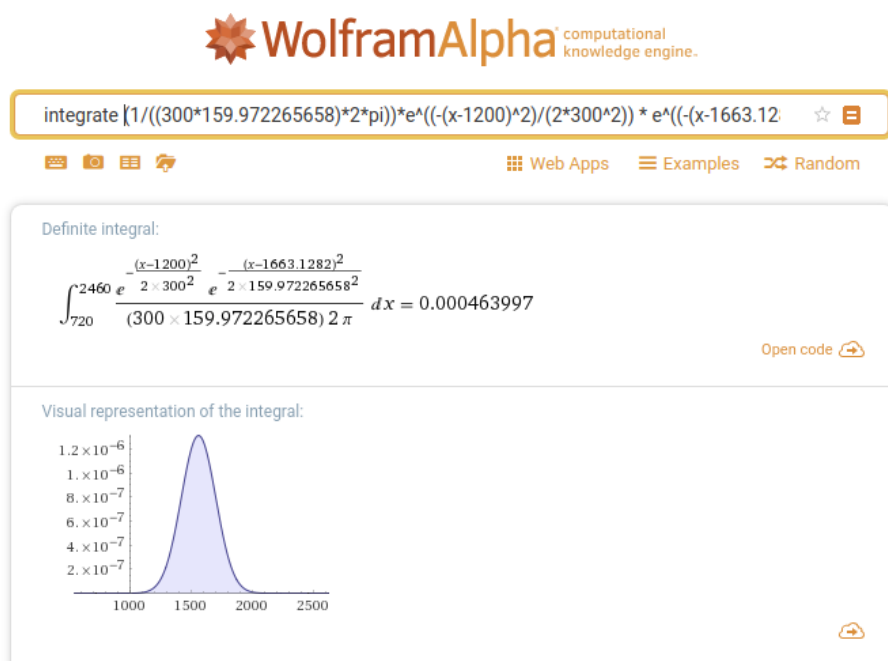 WolframAlpha computational knowledge engine.
integrate (1/((300*159.972265658)*2*pi))*e^((-(x-1200)^2)/(2*300^2)) * e^((-(x-1663.12
Web Apps Examples Random
Definite integral:
∫_720^2460 (e^(-(x-1200)^2/(2×300^2)) e^(-(x-1663.1282)^2/(2×159.972265658^2)))/((300×159.972265658) 2 π) dx = 0.000463997
Open code
Visual representation of the integral:
1.2×10^-6
1.×10^-6
8.×10^-7
6.×10^-7
4.×10^-7
2.×10^-7
1000 1500 2000 2500